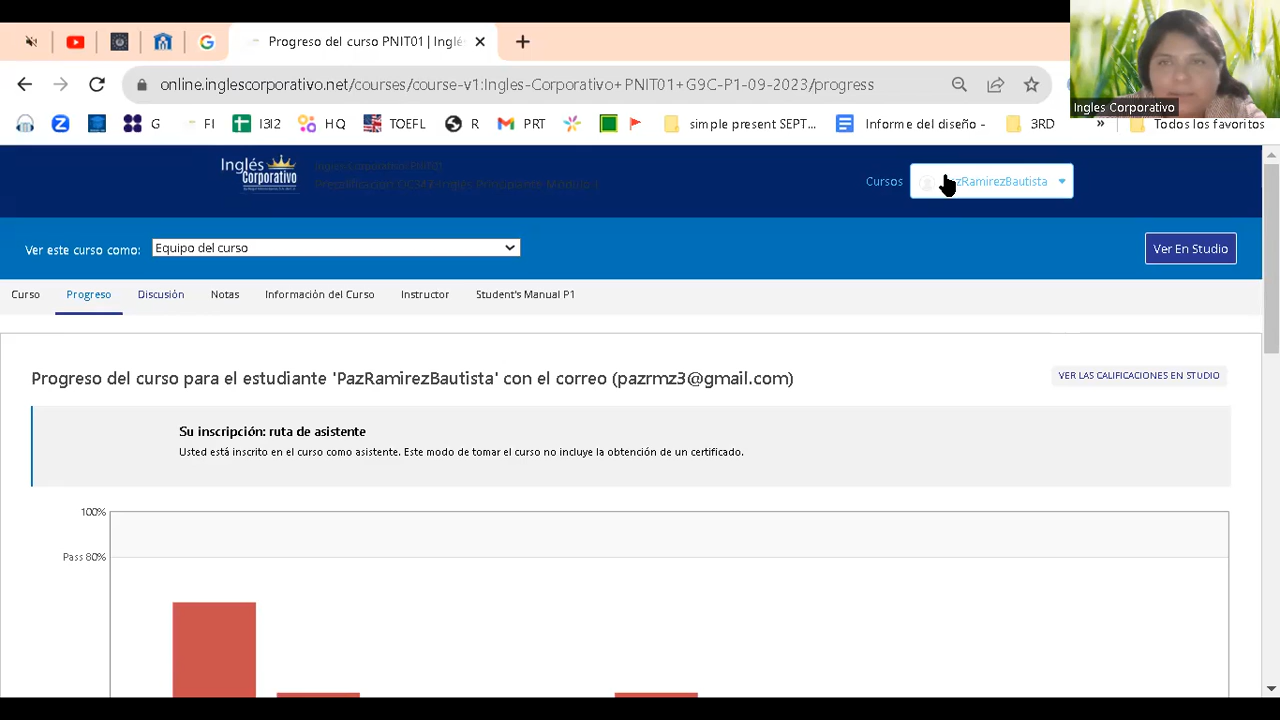 Progreso del curso PNIT01 | Inglé
online.inglescorporativo.net/courses/course-v1:Ingles-Corporativo+PNIT01+G9C-P1-09-2023/progress
Ingles Corporativo
G FI I3I2 HQ TOEFL R PRT simple present SEPT... Informe del diseño - 3RD » Todos los favoritos
Inglés Corporativo
Ingles-Corporativo: PNIT01
Cursos
zRamirezBautista
Ver este curso como:
Equipo del curso
Ver En Studio
Curso Progreso Discusión Notas Información del Curso Instructor Student's Manual P1
Progreso del curso para el estudiante 'PazRamirezBautista' con el correo (pazrmz3@gmail.com)
VER LAS CALIFICACIONES EN STUDIO
Su inscripción: ruta de asistente
Usted está inscrito en el curso como asistente. Este modo de tomar el curso no incluye la obtención de un certificado.
100%
Pass 80%